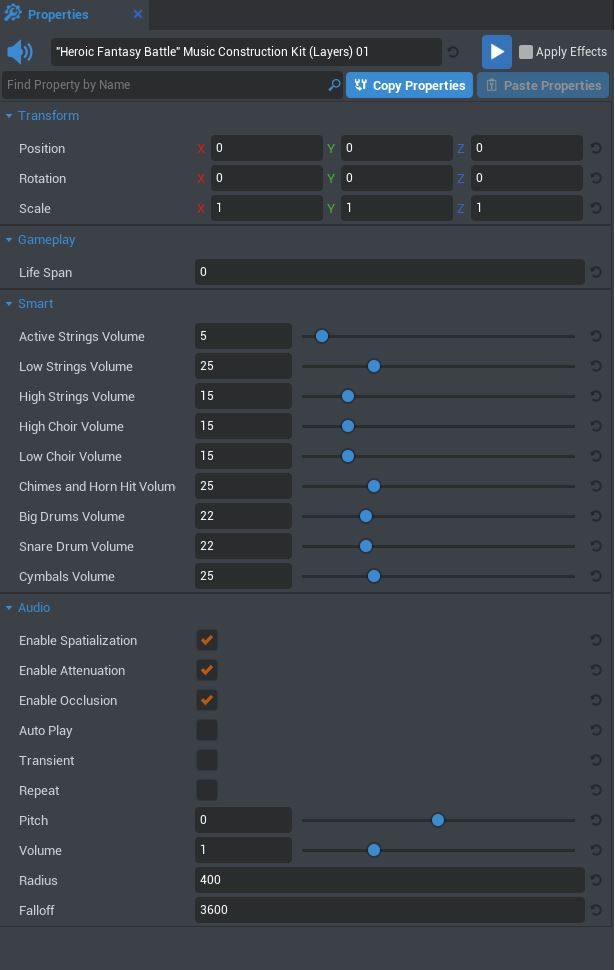 Properties
"Heroic Fantasy Battle" Music Construction Kit (Layers) 01
Apply Effects
Find Property by Name
Copy Properties
Paste Properties
Transform
Position X 0 Y 0 Z 0
Rotation X 0 Y 0 Z 0
Scale X 1 Y 1 Z 1
Gameplay
Life Span 0
Smart
Active Strings Volume 5
Low Strings Volume 25
High Strings Volume 15
High Choir Volume 15
Low Choir Volume 15
Chimes and Horn Hit Volum 25
Big Drums Volume 22
Snare Drum Volume 22
Cymbals Volume 25
Audio
Enable Spatialization
Enable Attenuation
Enable Occlusion
Auto Play
Transient
Repeat
Pitch 0
Volume 1
Radius 400
Falloff 3600